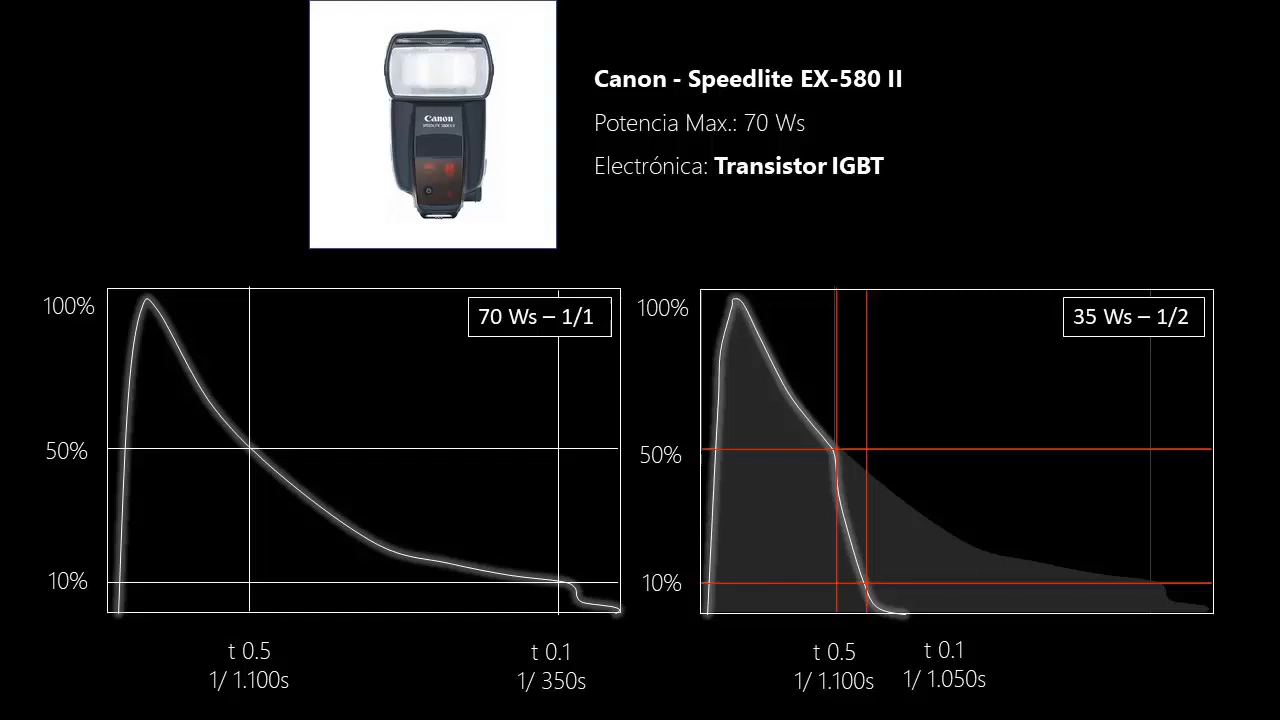 Canon
Canon - Speedlite EX-580 II
Potencia Max.: 70 Ws
Electrónica: Transistor IGBT
100%
50%
10%
70 Ws – 1/1
t 0.5
1/ 1.100s
t 0.1
1/ 350s
100%
50%
10%
35 Ws – 1/2
t 0.5
1/ 1.100s
t 0.1
1/ 1.050s